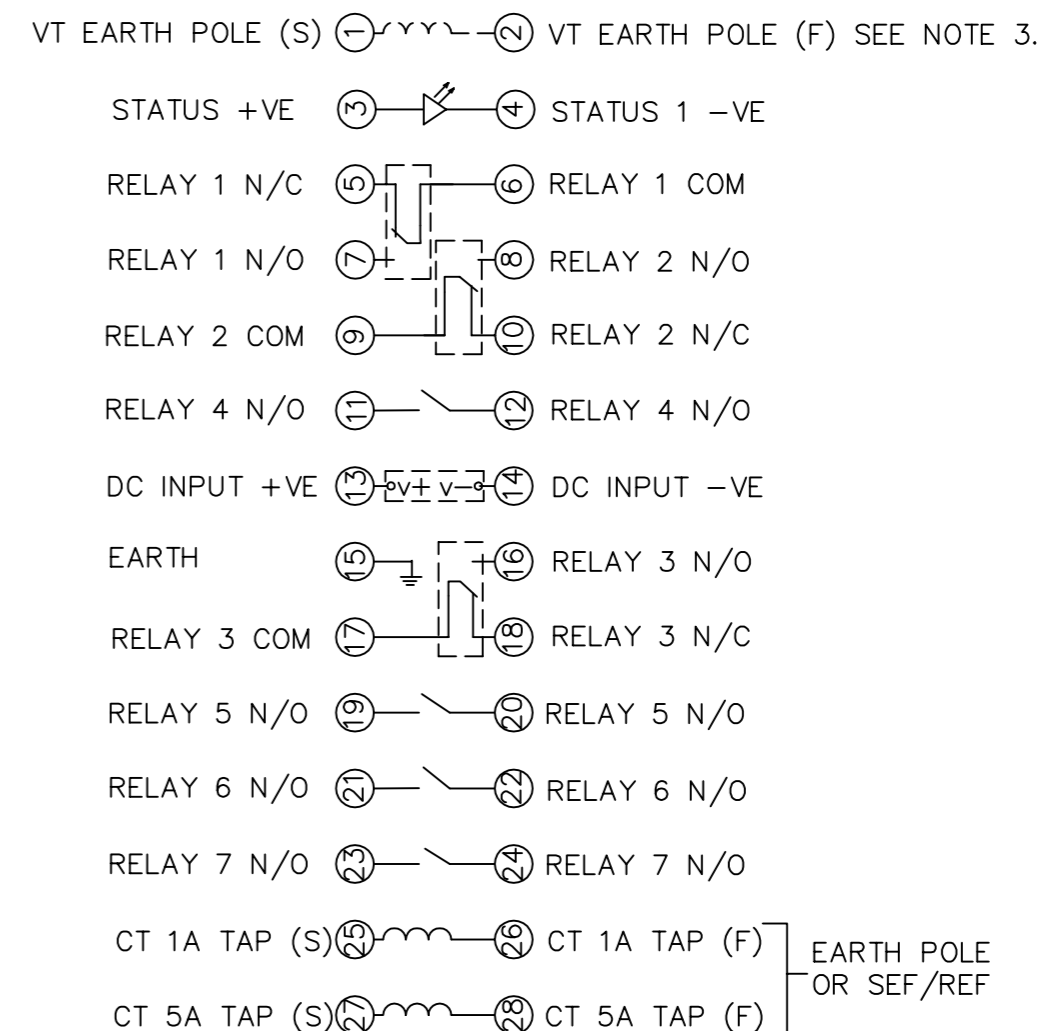 VT EARTH POLE (S) 1 2 VT EARTH POLE (F) SEE NOTE 3.
STATUS +VE 3 4 STATUS 1 −VE
RELAY 1 N/C 5 6 RELAY 1 COM
RELAY 1 N/O 7 8 RELAY 2 N/O
RELAY 2 COM 9 10 RELAY 2 N/C
RELAY 4 N/O 11 12 RELAY 4 N/O
DC INPUT +VE 13 V+ V− 14 DC INPUT −VE
EARTH 15 16 RELAY 3 N/O
RELAY 3 COM 17 18 RELAY 3 N/C
RELAY 5 N/O 19 20 RELAY 5 N/O
RELAY 6 N/O 21 22 RELAY 6 N/O
RELAY 7 N/O 23 24 RELAY 7 N/O
CT 1A TAP (S) 25 26 CT 1A TAP (F)
CT 5A TAP (S) 27 28 CT 5A TAP (F)
EARTH POLE
OR SEF/REF